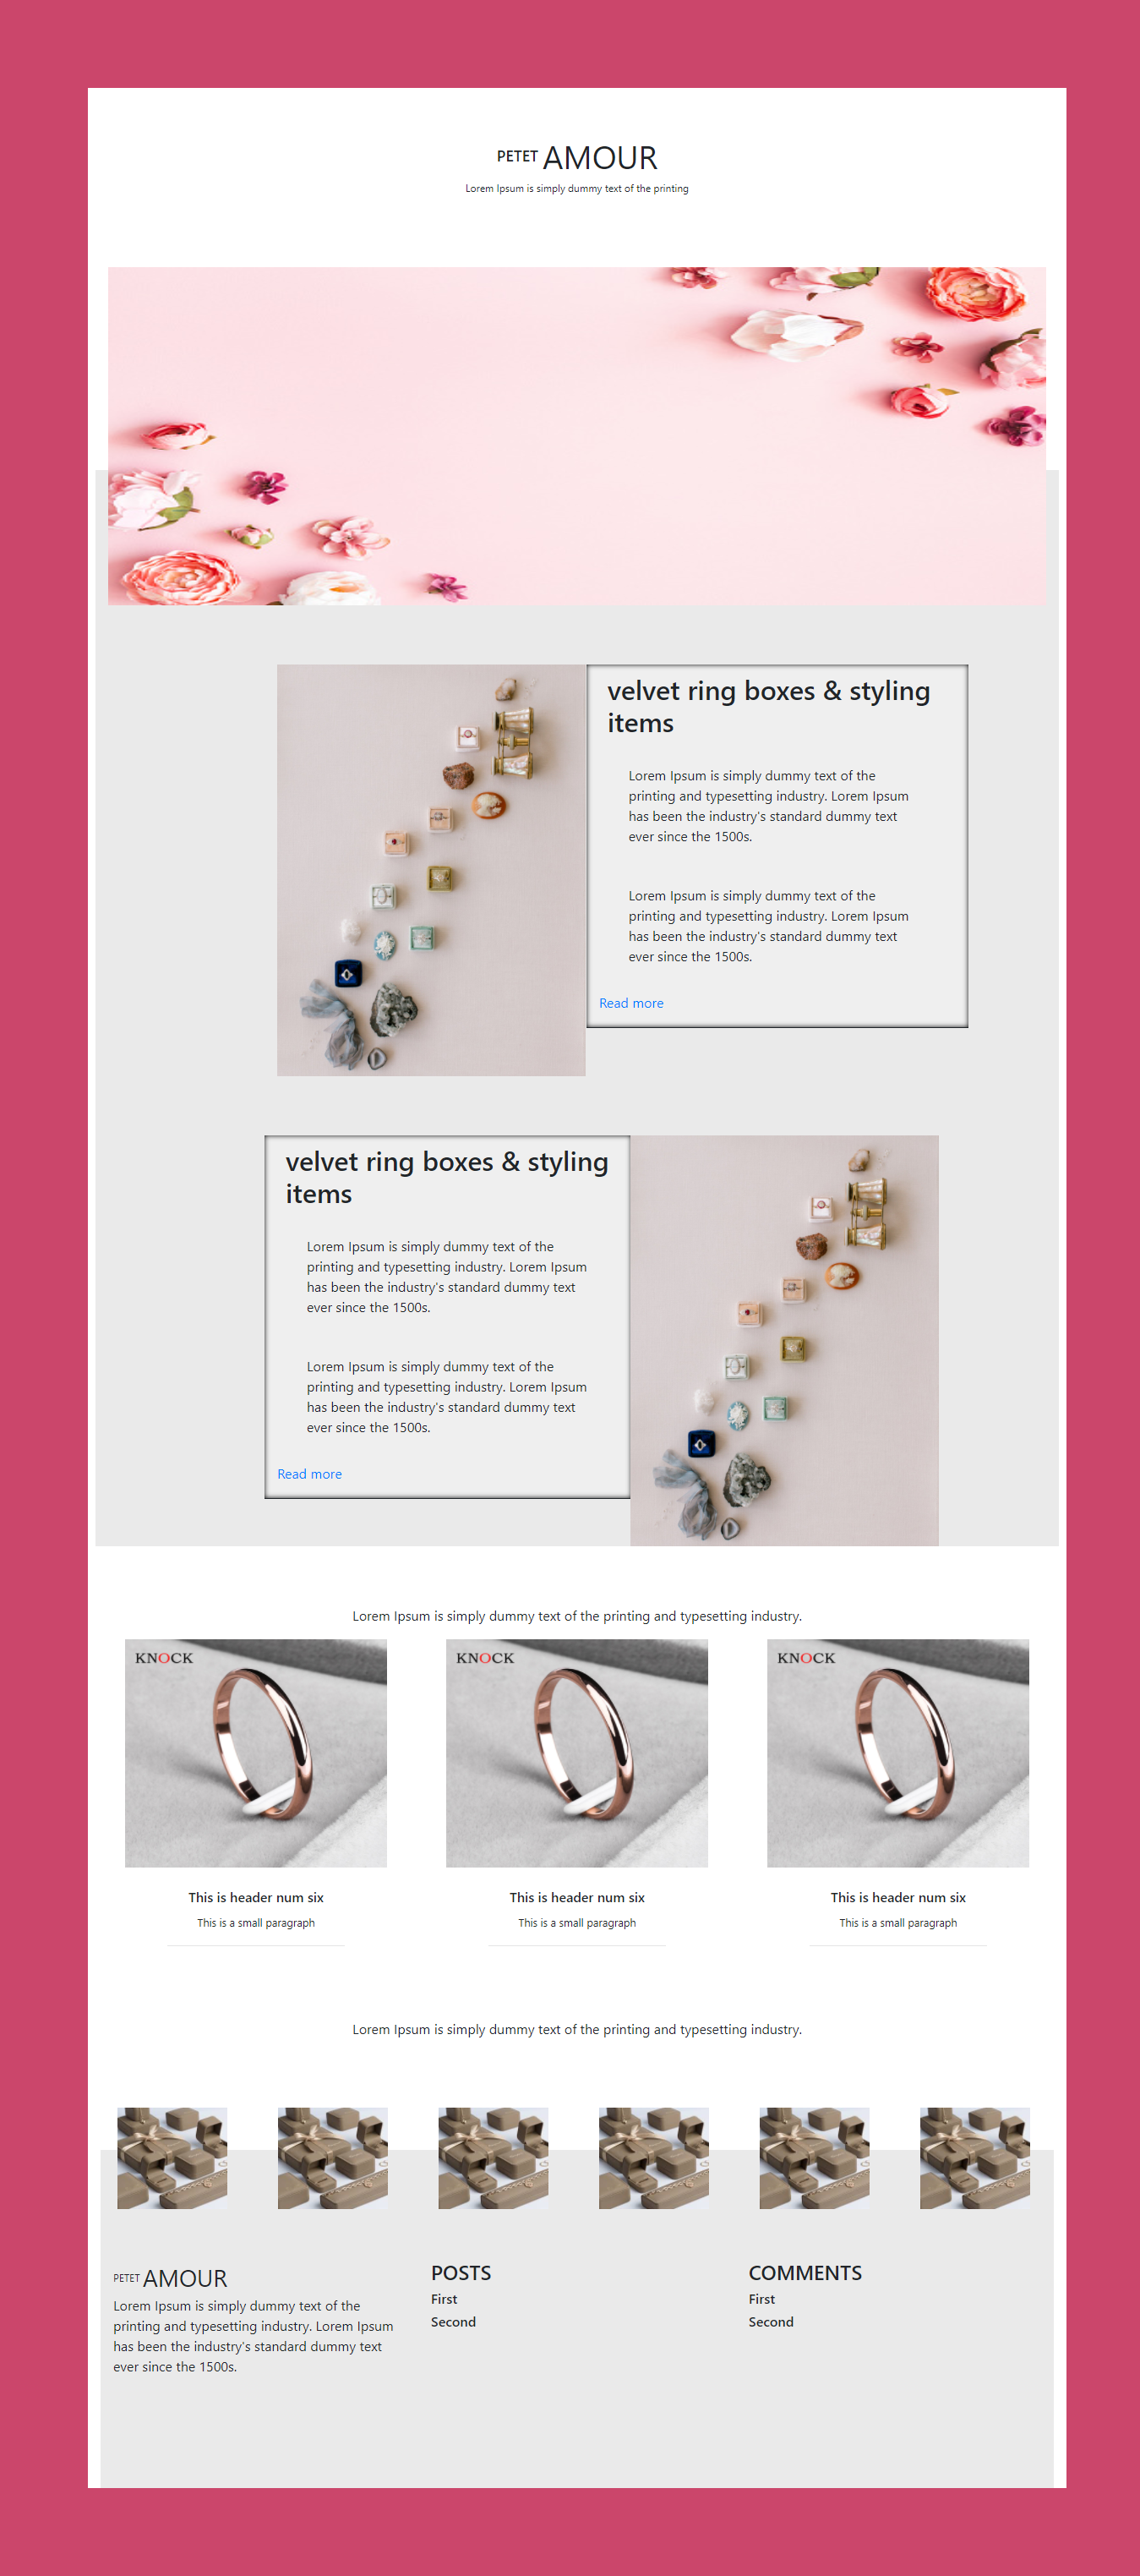 PETET AMOUR
Lorem Ipsum is simply dummy text of the printing
velvet ring boxes & styling
items
Lorem Ipsum is simply dummy text of the
printing and typesetting industry. Lorem Ipsum
has been the industry's standard dummy text
ever since the 1500s.
Lorem Ipsum is simply dummy text of the
printing and typesetting industry. Lorem Ipsum
has been the industry's standard dummy text
ever since the 1500s.
Read more
velvet ring boxes & styling
items
Lorem Ipsum is simply dummy text of the
printing and typesetting industry. Lorem Ipsum
has been the industry's standard dummy text
ever since the 1500s.
Lorem Ipsum is simply dummy text of the
printing and typesetting industry. Lorem Ipsum
has been the industry's standard dummy text
ever since the 1500s.
Read more
Lorem Ipsum is simply dummy text of the printing and typesetting industry.
KNOCK
KNOCK
KNOCK
This is header num six
This is a small paragraph
This is header num six
This is a small paragraph
This is header num six
This is a small paragraph
Lorem Ipsum is simply dummy text of the printing and typesetting industry.
PETET AMOUR
Lorem Ipsum is simply dummy text of the
printing and typesetting industry. Lorem Ipsum
has been the industry's standard dummy text
ever since the 1500s.
POSTS
First
Second
COMMENTS
First
Second